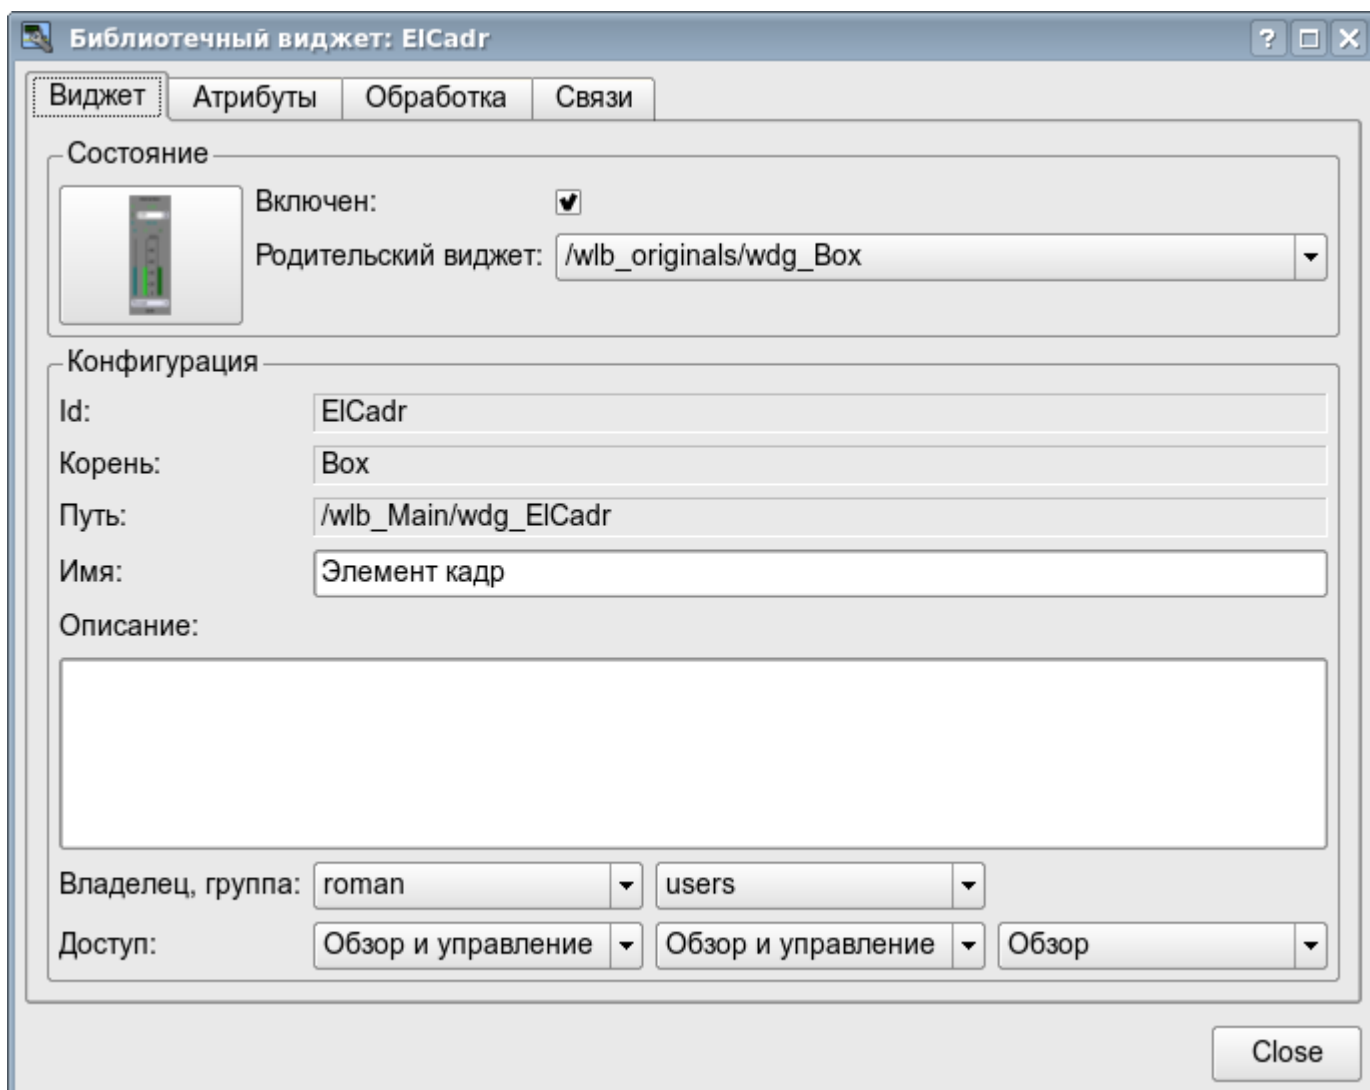 Библиотечный виджет: ElCadr
Виджет Атрибуты Обработка Связи
Состояние
Включен:
Родительский виджет: /wlb_originals/wdg_Box
Конфигурация
Id: ElCadr
Корень: Box
Путь: /wlb_Main/wdg_ElCadr
Имя: Элемент кадр
Описание:
Владелец, группа: roman users
Доступ: Обзор и управление Обзор и управление Обзор
Close